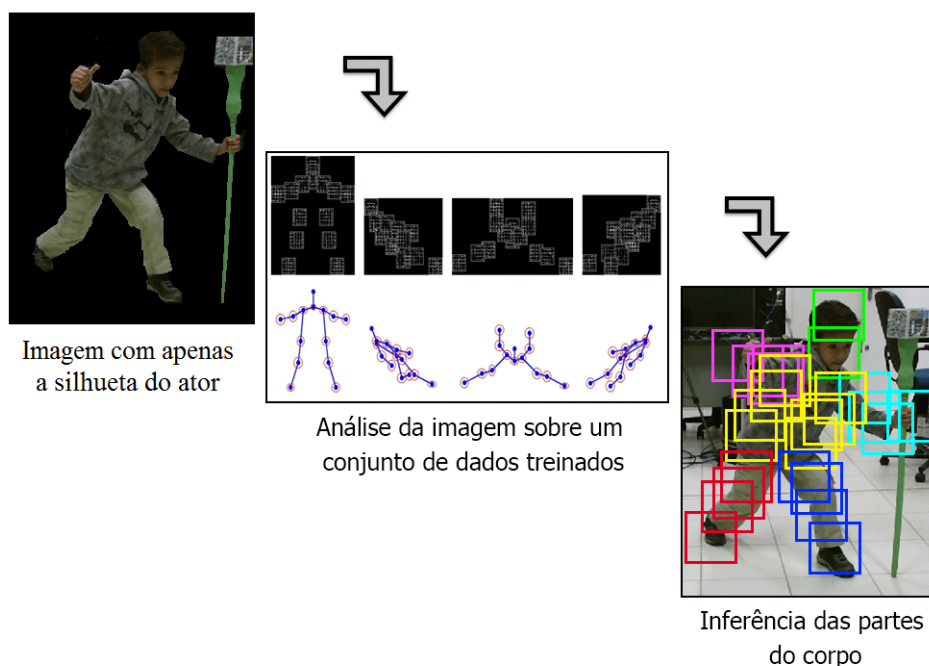 Imagem com apenas
a silhueta do ator
Análise da imagem sobre um
conjunto de dados treinados
Inferência das partes
do corpo